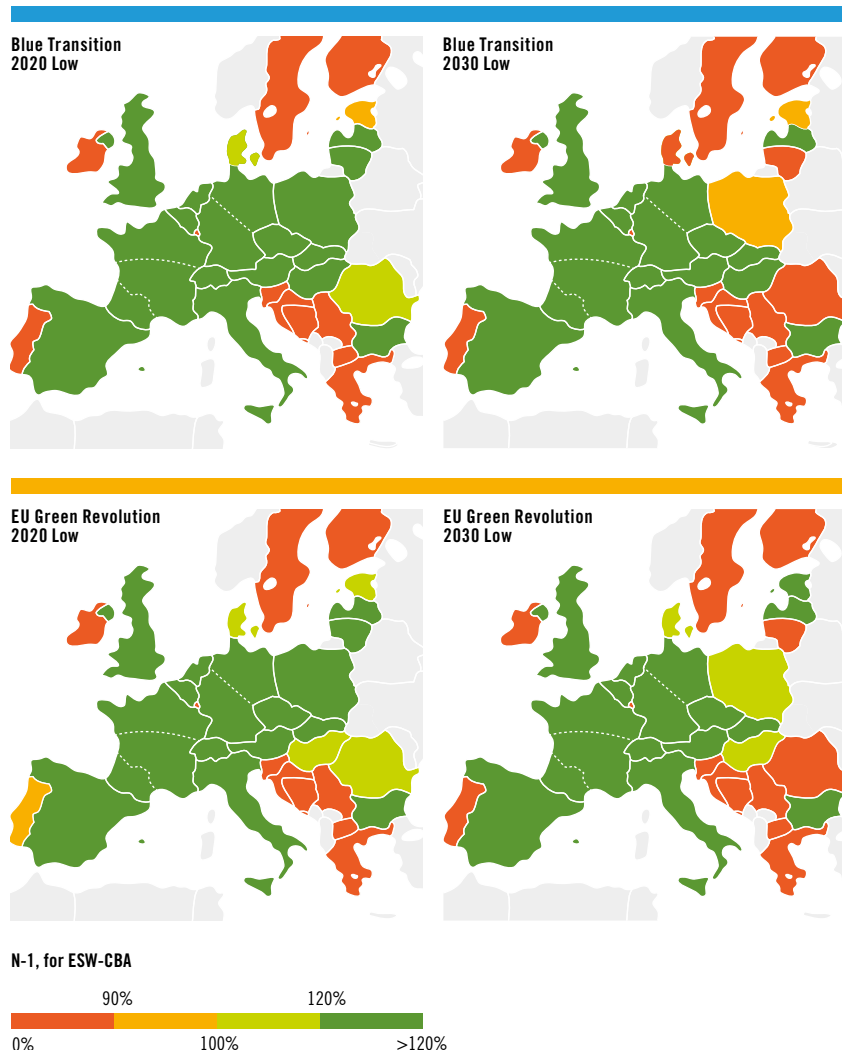 Blue Transition
2020 Low
Blue Transition
2030 Low
EU Green Revolution
2020 Low
EU Green Revolution
2030 Low
N-1, for ESW-CBA
90%
120%
0%
100%
>120%